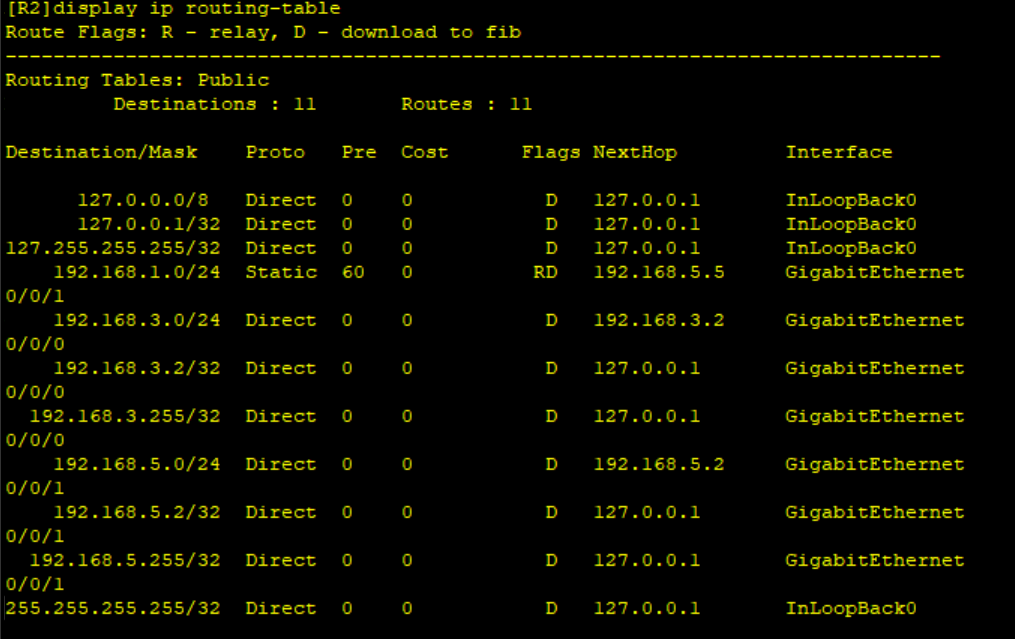 [R2]display ip routing-table
Route Flags: R - relay, D - download to fib
------------------------------------------------------------------------------
Routing Tables: Public
         Destinations : 11       Routes : 11

Destination/Mask    Proto   Pre  Cost      Flags NextHop         Interface

      127.0.0.0/8   Direct  0    0           D   127.0.0.1       InLoopBack0
      127.0.0.1/32  Direct  0    0           D   127.0.0.1       InLoopBack0
127.255.255.255/32  Direct  0    0           D   127.0.0.1       InLoopBack0
    192.168.1.0/24  Static  60   0          RD   192.168.5.5     GigabitEthernet
0/0/1
    192.168.3.0/24  Direct  0    0           D   192.168.3.2     GigabitEthernet
0/0/0
    192.168.3.2/32  Direct  0    0           D   127.0.0.1       GigabitEthernet
0/0/0
  192.168.3.255/32  Direct  0    0           D   127.0.0.1       GigabitEthernet
0/0/0
    192.168.5.0/24  Direct  0    0           D   192.168.5.2     GigabitEthernet
0/0/1
    192.168.5.2/32  Direct  0    0           D   127.0.0.1       GigabitEthernet
0/0/1
  192.168.5.255/32  Direct  0    0           D   127.0.0.1       GigabitEthernet
0/0/1
255.255.255.255/32  Direct  0    0           D   127.0.0.1       InLoopBack0